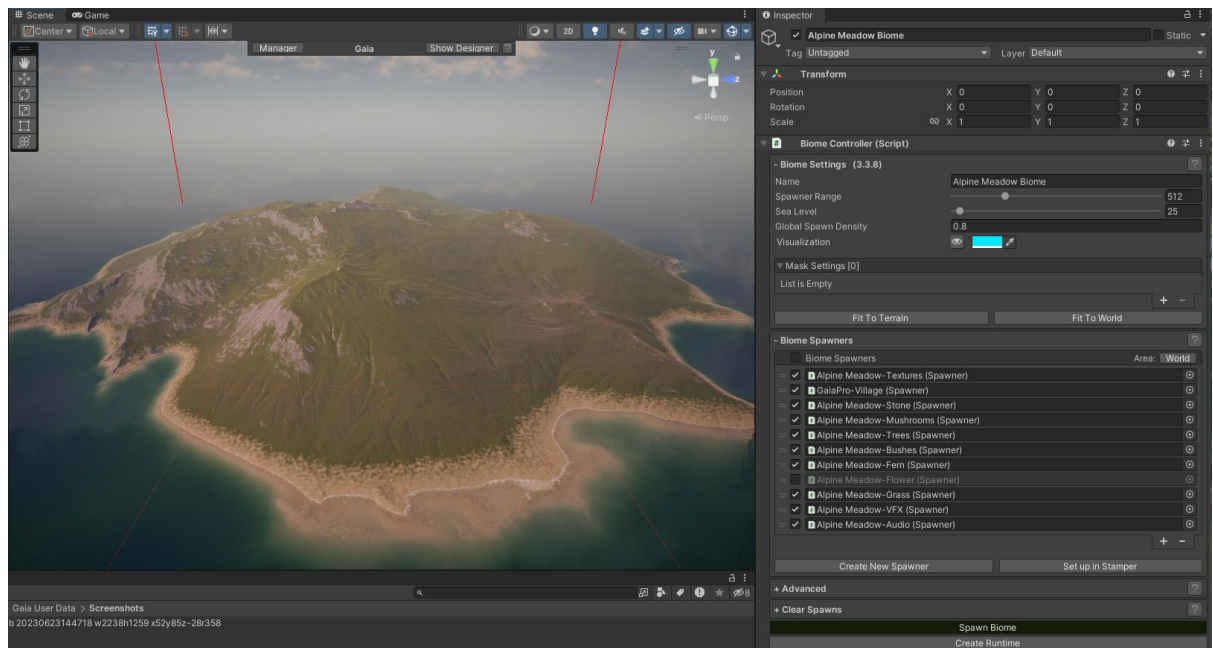 Scene Game
Center Local 2D
Manager Gaia Show Designer ?
y
z
Persp
Gaia User Data > Screenshots
b 20230623144718 w2238h1259 x52y85z-28r358
8
Inspector
Alpine Meadow Biome Static
Tag Untagged Layer Default
Transform
Position X 0 Y 0 Z 0
Rotation X 0 Y 0 Z 0
Scale X 1 Y 1 Z 1
# Biome Controller (Script)
- Biome Settings (3.3.8) ?
Name Alpine Meadow Biome
Spawner Range 512
Sea Level 25
Global Spawn Density 0.8
Visualization
Mask Settings [0]
List is Empty
+ -
Fit To Terrain Fit To World
- Biome Spawners ?
Biome Spawners Area: World
Alpine Meadow-Textures (Spawner)
GaiaPro-Village (Spawner)
Alpine Meadow-Stone (Spawner)
Alpine Meadow-Mushrooms (Spawner)
Alpine Meadow-Trees (Spawner)
Alpine Meadow-Bushes (Spawner)
Alpine Meadow-Fern (Spawner)
Alpine Meadow-Flower (Spawner)
Alpine Meadow-Grass (Spawner)
Alpine Meadow-VFX (Spawner)
Alpine Meadow-Audio (Spawner)
+ -
Create New Spawner Set up in Stamper
+ Advanced ?
+ Clear Spawns ?
Spawn Biome
Create Runtime